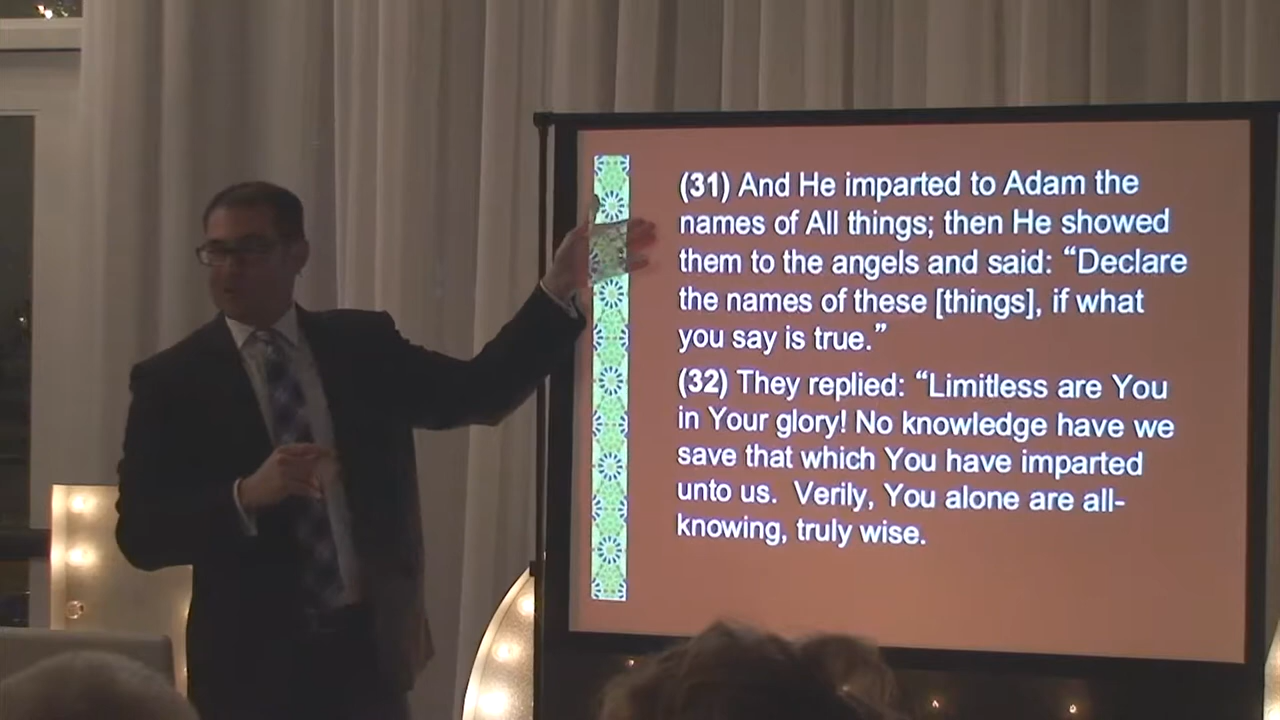 (31) And He imparted to Adam the
names of All things; then He showed
them to the angels and said: “Declare
the names of these [things], if what
you say is true.”
(32) They replied: “Limitless are You
in Your glory! No knowledge have we
save that which You have imparted
unto us.  Verily, You alone are all-
knowing, truly wise.